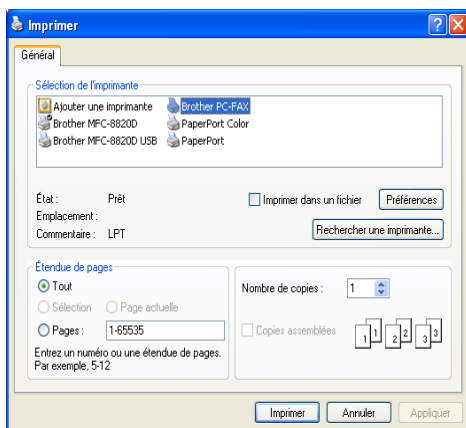 Imprimer
Général
Sélection de l'imprimante
Ajouter une imprimante Brother PC-FAX
Brother MFC-8820D PaperPort Color
Brother MFC-8820D USB PaperPort
État : Prêt
Imprimer dans un fichier Préférences
Emplacement :
Commentaire : LPT
Rechercher une imprimante...
Étendue de pages
Tout
Sélection Page actuelle
Pages : 1-65535
Entrez un numéro ou une étendue de pages.
Par exemple, 5-12
Nombre de copies : 1
Copies assemblées
1 1 2 2 3 3
Imprimer Annuler Appliquer